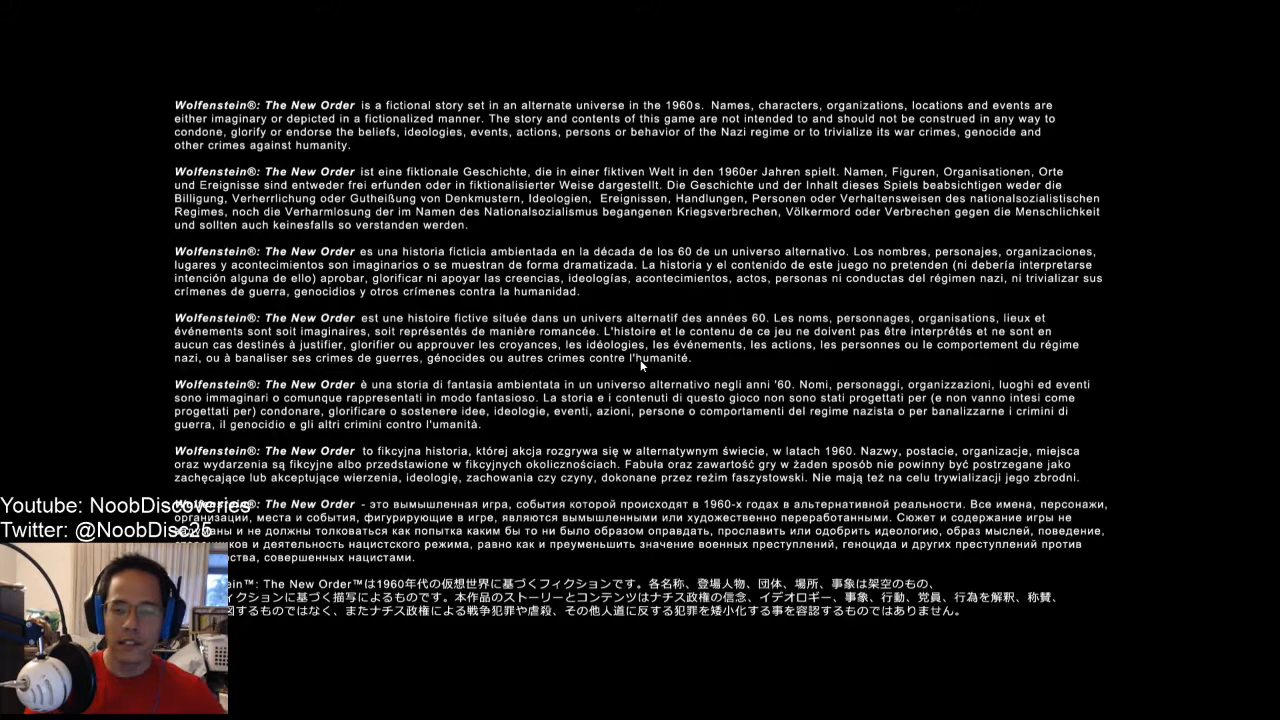 Wolfenstein®: The New Order is a fictional story set in an alternate universe in the 1960s. Names, characters, organizations, locations and events are
either imaginary or depicted in a fictionalized manner. The story and contents of this game are not intended to and should not be construed in any way to
condone, glorify or endorse the beliefs, ideologies, events, actions, persons or behavior of the Nazi regime or to trivialize its war crimes, genocide and
other crimes against humanity.
Wolfenstein®: The New Order ist eine fiktionale Geschichte, die in einer fiktiven Welt in den 1960er Jahren spielt. Namen, Figuren, Organisationen, Orte
und Ereignisse sind entweder frei erfunden oder in fiktionalisierter Weise dargestellt. Die Geschichte und der Inhalt dieses Spiels beabsichtigen weder die
Billigung, Verherrlichung oder Gutheißung von Denkmustern, Ideologien, Ereignissen, Handlungen, Personen oder Verhaltensweisen des nationalsozialistischen
Regimes, noch die Verharmlosung der im Namen des Nationalsozialismus begangenen Kriegsverbrechen, Völkermord oder Verbrechen gegen die Menschlichkeit
und sollten auch keinesfalls so verstanden werden.
Wolfenstein®: The New Order es una historia ficticia ambientada en la década de los 60 de un universo alternativo. Los nombres, personajes, organizaciones,
lugares y acontecimientos son imaginarios o se muestran de forma dramatizada. La historia y el contenido de este juego no pretenden (ni debería interpretarse
intención alguna de ello) aprobar, glorificar ni apoyar las creencias, ideologías, acontecimientos, actos, personas ni conductas del régimen nazi, ni trivializar sus
crímenes de guerra, genocidios y otros crímenes contra la humanidad.
Wolfenstein®: The New Order est une histoire fictive située dans un univers alternatif des années 60. Les noms, personnages, organisations, lieux et
événements sont soit imaginaires, soit représentés de manière romancée. L'histoire et le contenu de ce jeu ne doivent pas être interprétés et ne sont en
aucun cas destinés à justifier, glorifier ou approuver les croyances, les idéologies, les événements, les actions, les personnes ou le comportement du régime
nazi, ou à banaliser ses crimes de guerres, génocides ou autres crimes contre l'humanité.
Wolfenstein®: The New Order è una storia di fantasia ambientata in un universo alternativo negli anni '60. Nomi, personaggi, organizzazioni, luoghi ed eventi
sono immaginari o comunque rappresentati in modo fantasioso. La storia e i contenuti di questo gioco non sono stati progettati per (e non vanno intesi come
progettati per) condonare, glorificare o sostenere idee, ideologie, eventi, azioni, persone o comportamenti del regime nazista o per banalizzarne i crimini di
guerra, il genocidio e gli altri crimini contro l'umanità.
Wolfenstein®: The New Order to fikcyjna historia, której akcja rozgrywa się w alternatywnym świecie, w latach 1960. Nazwy, postacie, organizacje, miejsca
oraz wydarzenia są fikcyjne albo przedstawione w fikcyjnych okolicznościach. Fabuła oraz zawartość gry w żaden sposób nie powinny być postrzegane jako
zachęcające lub akceptujące wierzenia, ideologię, zachowania czy czyny, dokonane przez reżim faszystowski. Nie mają też na celu trywializacji jego zbrodni.
Wolfenstein®: The New Order - это вымышленная игра, события которой происходят в 1960-х годах в альтернативной реальности. Все имена, персонажи,
организации, места и события, фигурирующие в игре, являются вымышленными или художественно переработанными. Сюжет и содержание игры не
и не должны толковаться как попытка каким бы то ни было образом оправдать, прославить или одобрить идеологию, образ мыслей, поведение,
и деятельность нацистского режима, равно как и преуменьшить значение военных преступлений, геноцида и других преступлений против
совершенных нацистами.
The New Order™は1960年代の仮想世界に基づくフィクションです。各名称、登場人物、団体、場所、事象は架空のもの、
ィクションに基づく描写によるものです。本作品のストーリーとコンテンツはナチス政権の信念、イデオロギー、事象、行動、党員、行為を解釈、称賛、
するものではなく、またナチス政権による戦争犯罪や虐殺、その他人道に反する犯罪を矮小化する事を容認するものではありません。
Youtube: NoobDiscoveries
Twitter: @NoobDisc25